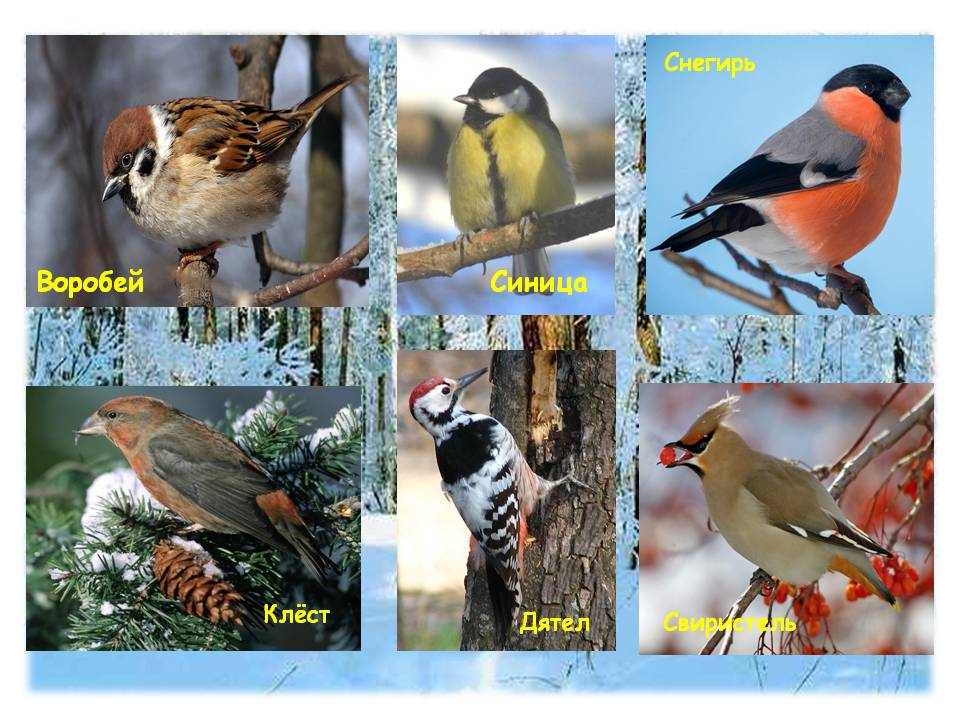 Воробей
Синица
Снегирь
Клёст
Дятел
Свиристель